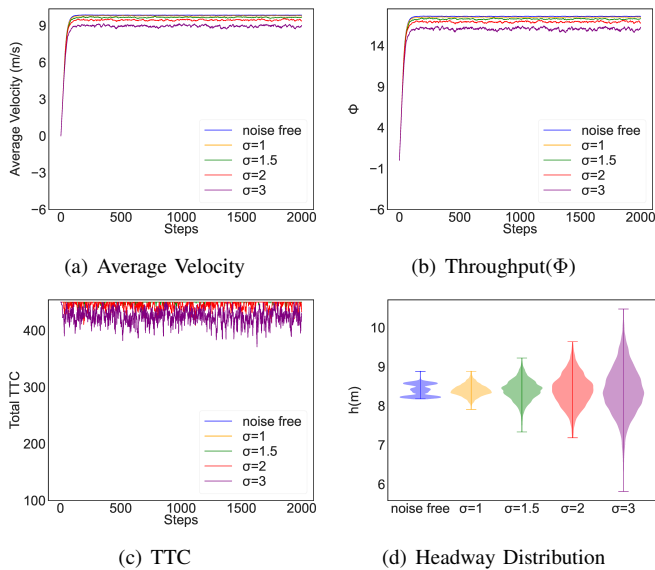 9
6
3
0
−3
−6
Average Velocity (m/s)
noise free
σ=1
σ=1.5
σ=2
σ=3
0 500 1000 1500 2000
Steps
(a) Average Velocity
14
9
4
−1
−6
Φ
noise free
σ=1
σ=1.5
σ=2
σ=3
0 500 1000 1500 2000
Steps
(b) Throughput(Φ)
400
300
200
100
Total TTC
noise free
σ=1
σ=1.5
σ=2
σ=3
0 500 1000 1500 2000
Steps
(c) TTC
10
9
8
7
6
h(m)
noise free σ=1 σ=1.5 σ=2 σ=3
(d) Headway Distribution